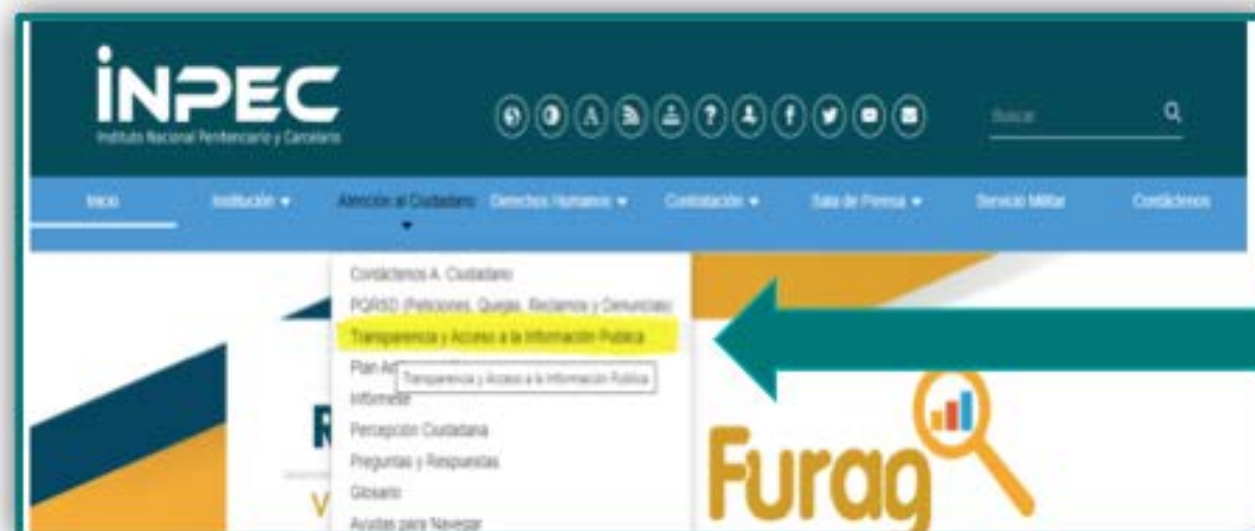 INPEC
Instituto Nacional Penitenciario y Carcelario
Buscar
Inicio
Institución
Atención al Ciudadano
Derechos Humanos
Contratación
Sala de Prensa
Servicio Militar
Contáctenos
Contáctenos A. Ciudadano
PQRSD (Peticiones, Quejas, Reclamos y Denuncias)
Transparencia y Acceso a la Información Publica
Plan
Transparencia y Acceso a la Información Publica
Infórmese
Percepción Ciudadana
Preguntas y Respuestas
Glosario
Ayudas para Navegar
Furag